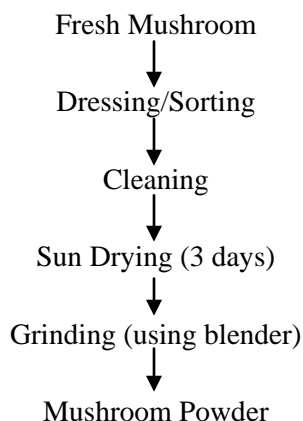 Fresh Mushroom
Dressing/Sorting
Cleaning
Sun Drying (3 days)
Grinding (using blender)
Mushroom Powder